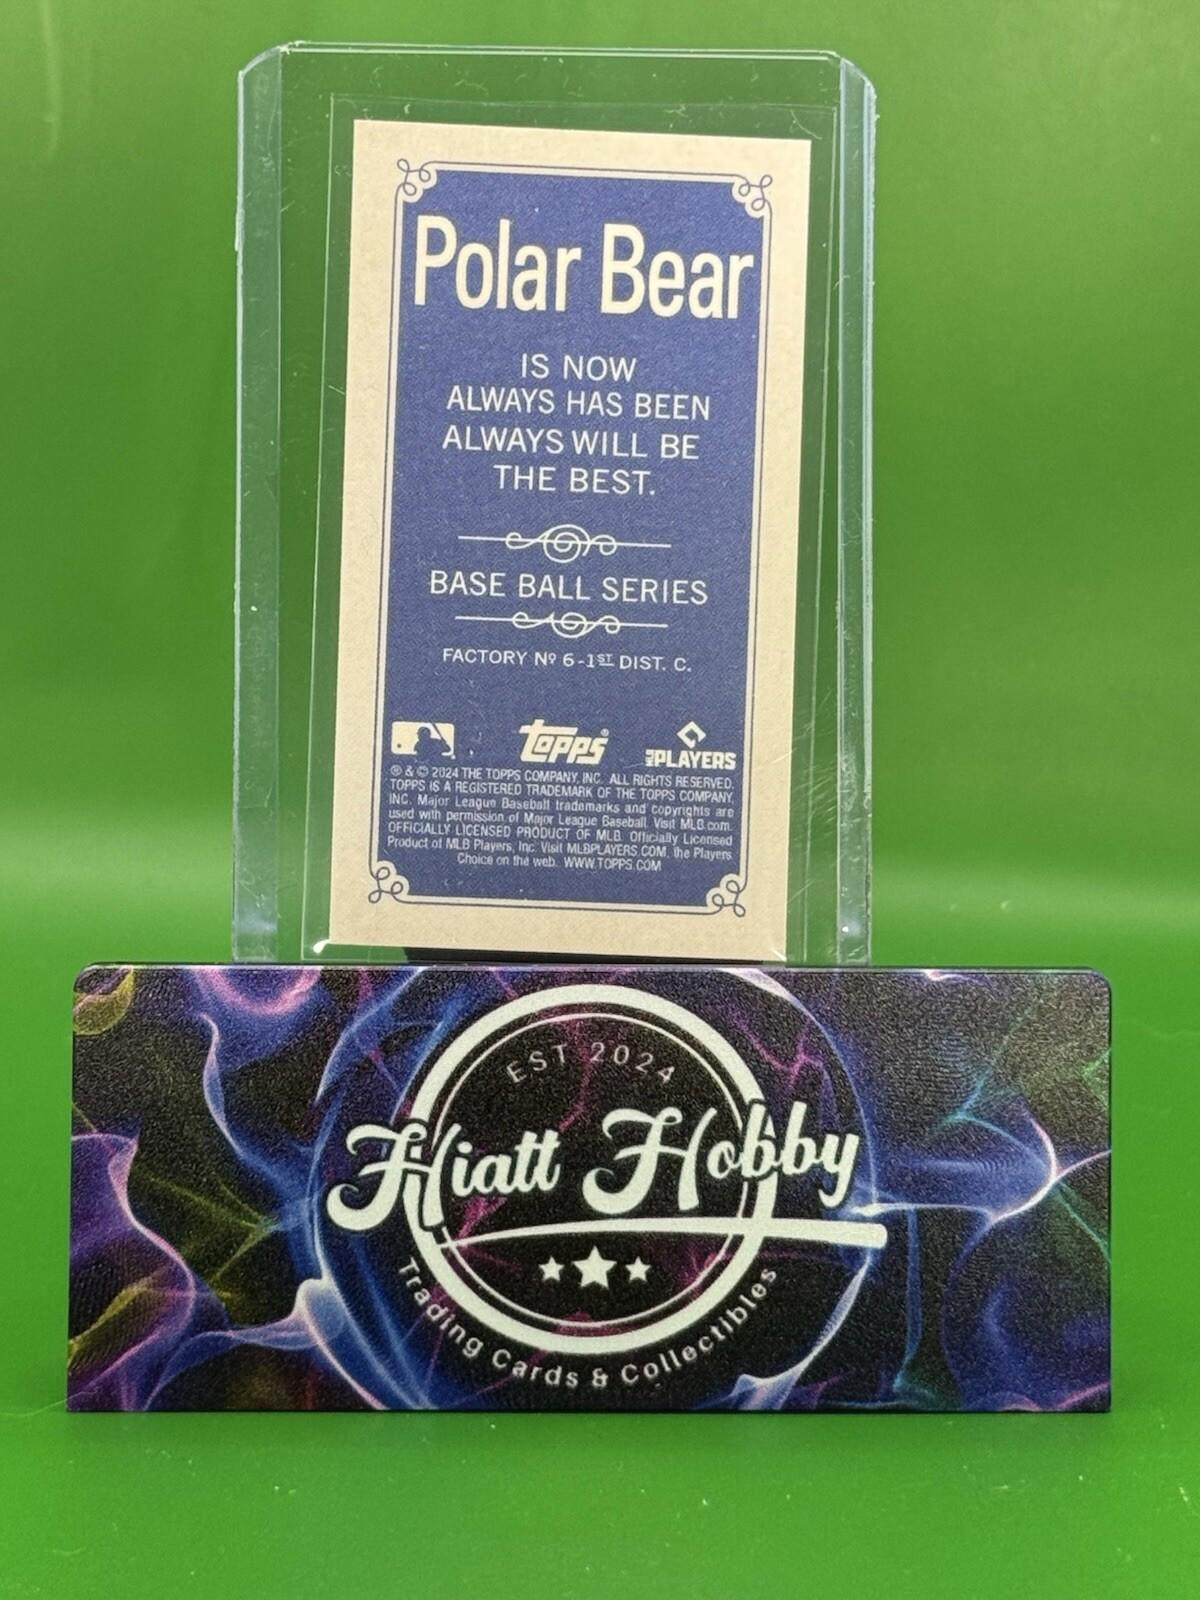 Polar Bear
IS NOW
ALWAYS HAS BEEN
ALWAYS WILL BE
THE BEST.
BASE BALL SERIES
FACTORY Nº 6-1ST DIST. C.
topps®
MLB PLAYERS
® & © 2024 THE TOPPS COMPANY, INC. ALL RIGHTS RESERVED.
TOPPS IS A REGISTERED TRADEMARK OF THE TOPPS COMPANY,
INC. Major League Baseball trademarks and copyrights are
used with permission of Major League Baseball. Visit MLB.com.
OFFICIALLY LICENSED PRODUCT OF MLB. Officially Licensed
Product of MLB Players, Inc. Visit MLBPLAYERS.COM, the Players
Choice on the web. WWW.TOPPS.COM
EST 2024
Hiatt Hobby
Trading Cards & Collectibles